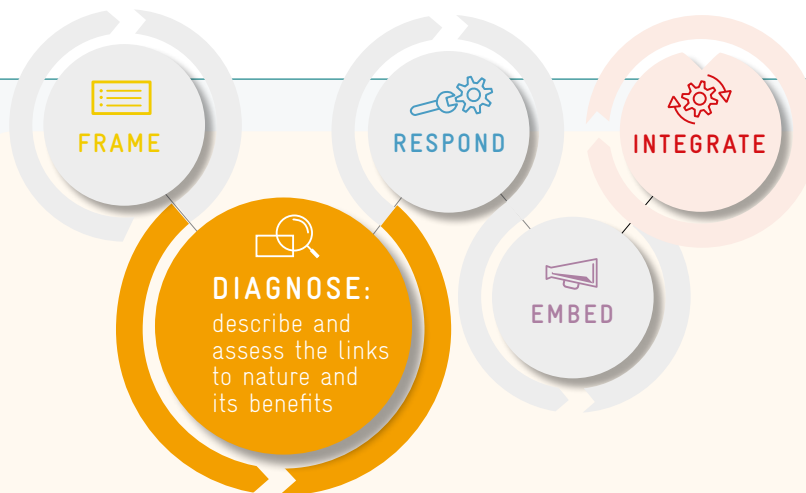 FRAME
DIAGNOSE:
describe and
assess the links
to nature and
its benefits
RESPOND
EMBED
INTEGRATE